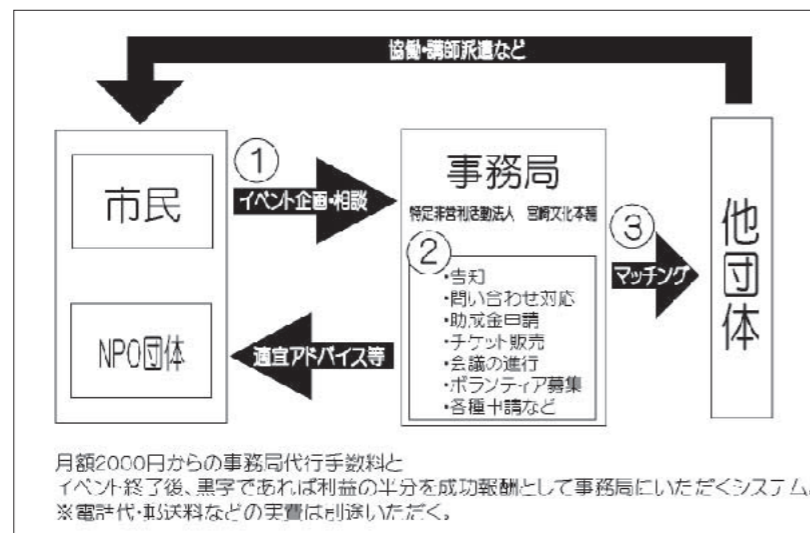 協働・講師派遣など
市民
NPO団体
①
イベント企画・相談
適宜アドバイス等
事務局
特定非営利活動法人 宮崎文化本舗
②
・告知
・問い合わせ対応
・助成金申請
・チケット販売
・会議の進行
・ボランティア募集
・各種申請など
③
マッチング
他団体
月額2000円からの事務局代行手数料と
イベント終了後、黒字であれば利益の半分を成功報酬として事務局にいただくシステム。
※電話代・郵送料などの実費は別途いただく。